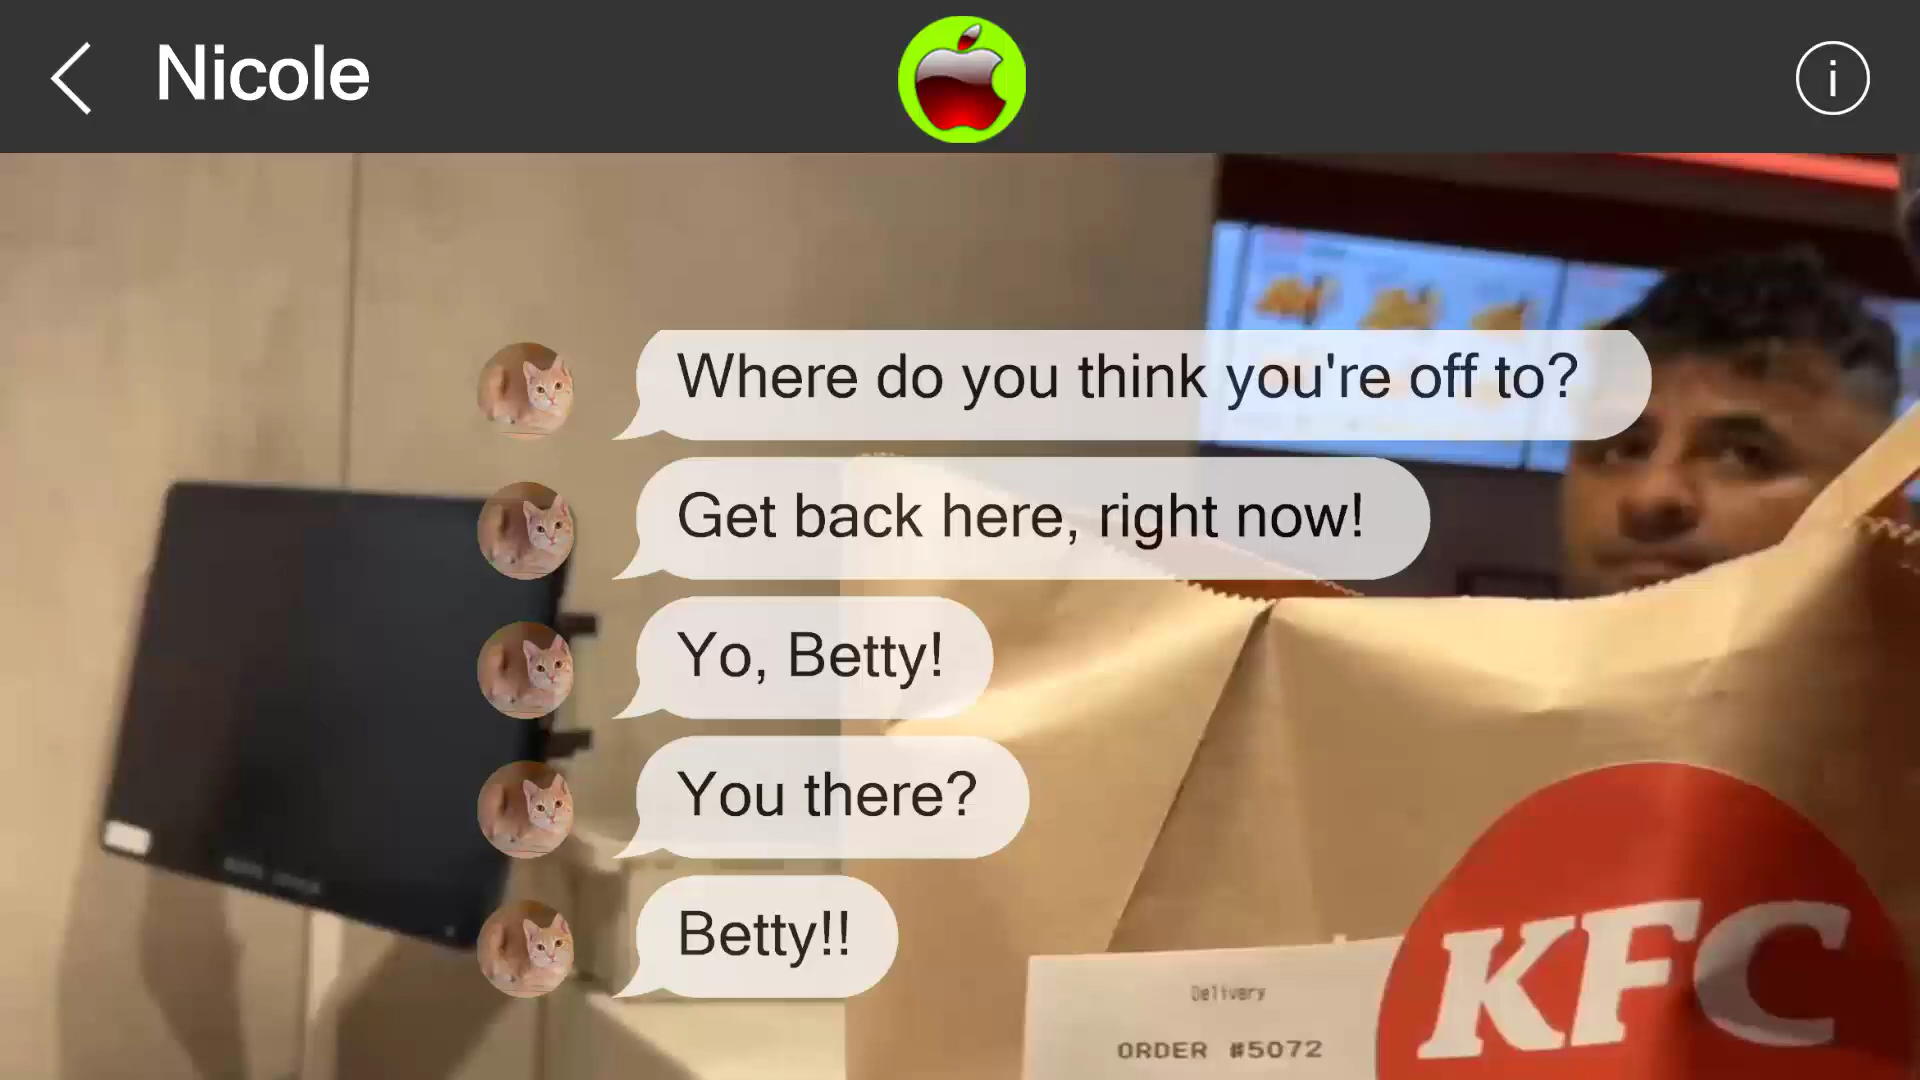 Nicole
i
Where do you think you're off to?
Get back here, right now!
Yo, Betty!
You there?
Betty!!
Delivery
ORDER #5072
KFC